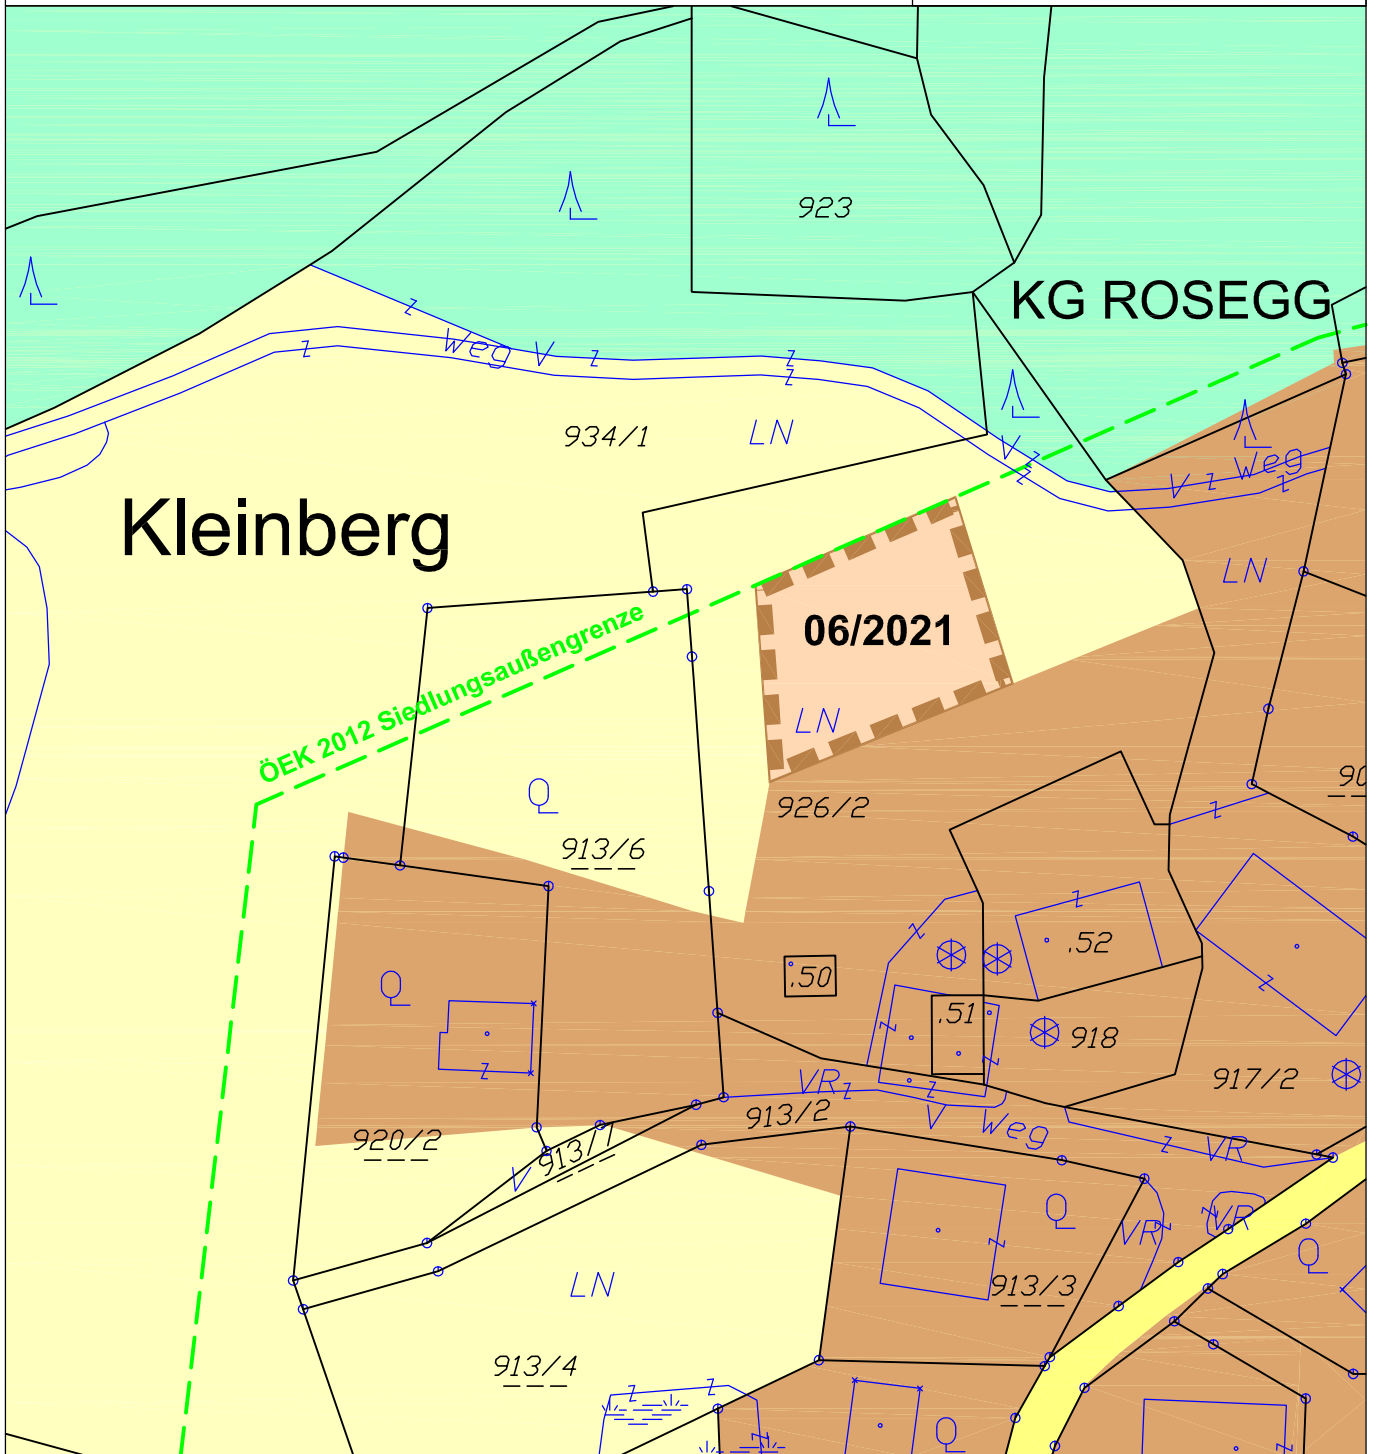 923
KG ROSEGG
Weg V
934/1
LN
V
V
Weg
Kleinberg
LN
06/2021
ÖEK 2012 Siedlungsaußengrenze
LN
90
926/2
913/6
.52
.50
.51
918
917/2
VR
913/2
V Weg
920/2
913/7
V
VR
VR
VR
LN
913/3
913/4